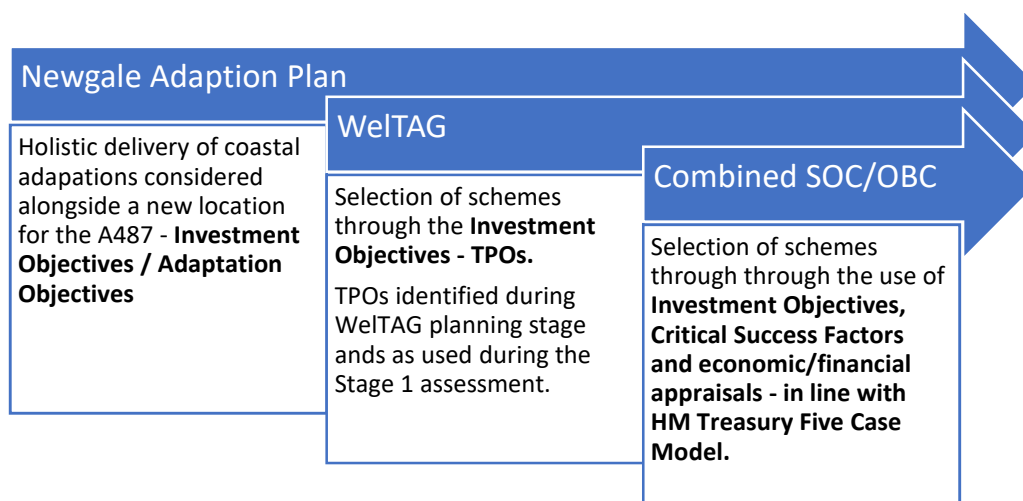 Newgale Adaption Plan
Holistic delivery of coastal
adapations considered
alongside a new location
for the A487 - Investment
Objectives / Adaptation
Objectives
WelTAG
Selection of schemes
through the Investment
Objectives - TPOs.
TPOs identified during
WelTAG planning stage
ands as used during the
Stage 1 assessment.
Combined SOC/OBC
Selection of schemes
through through the use of
Investment Objectives,
Critical Success Factors
and economic/financial
appraisals - in line with
HM Treasury Five Case
Model.